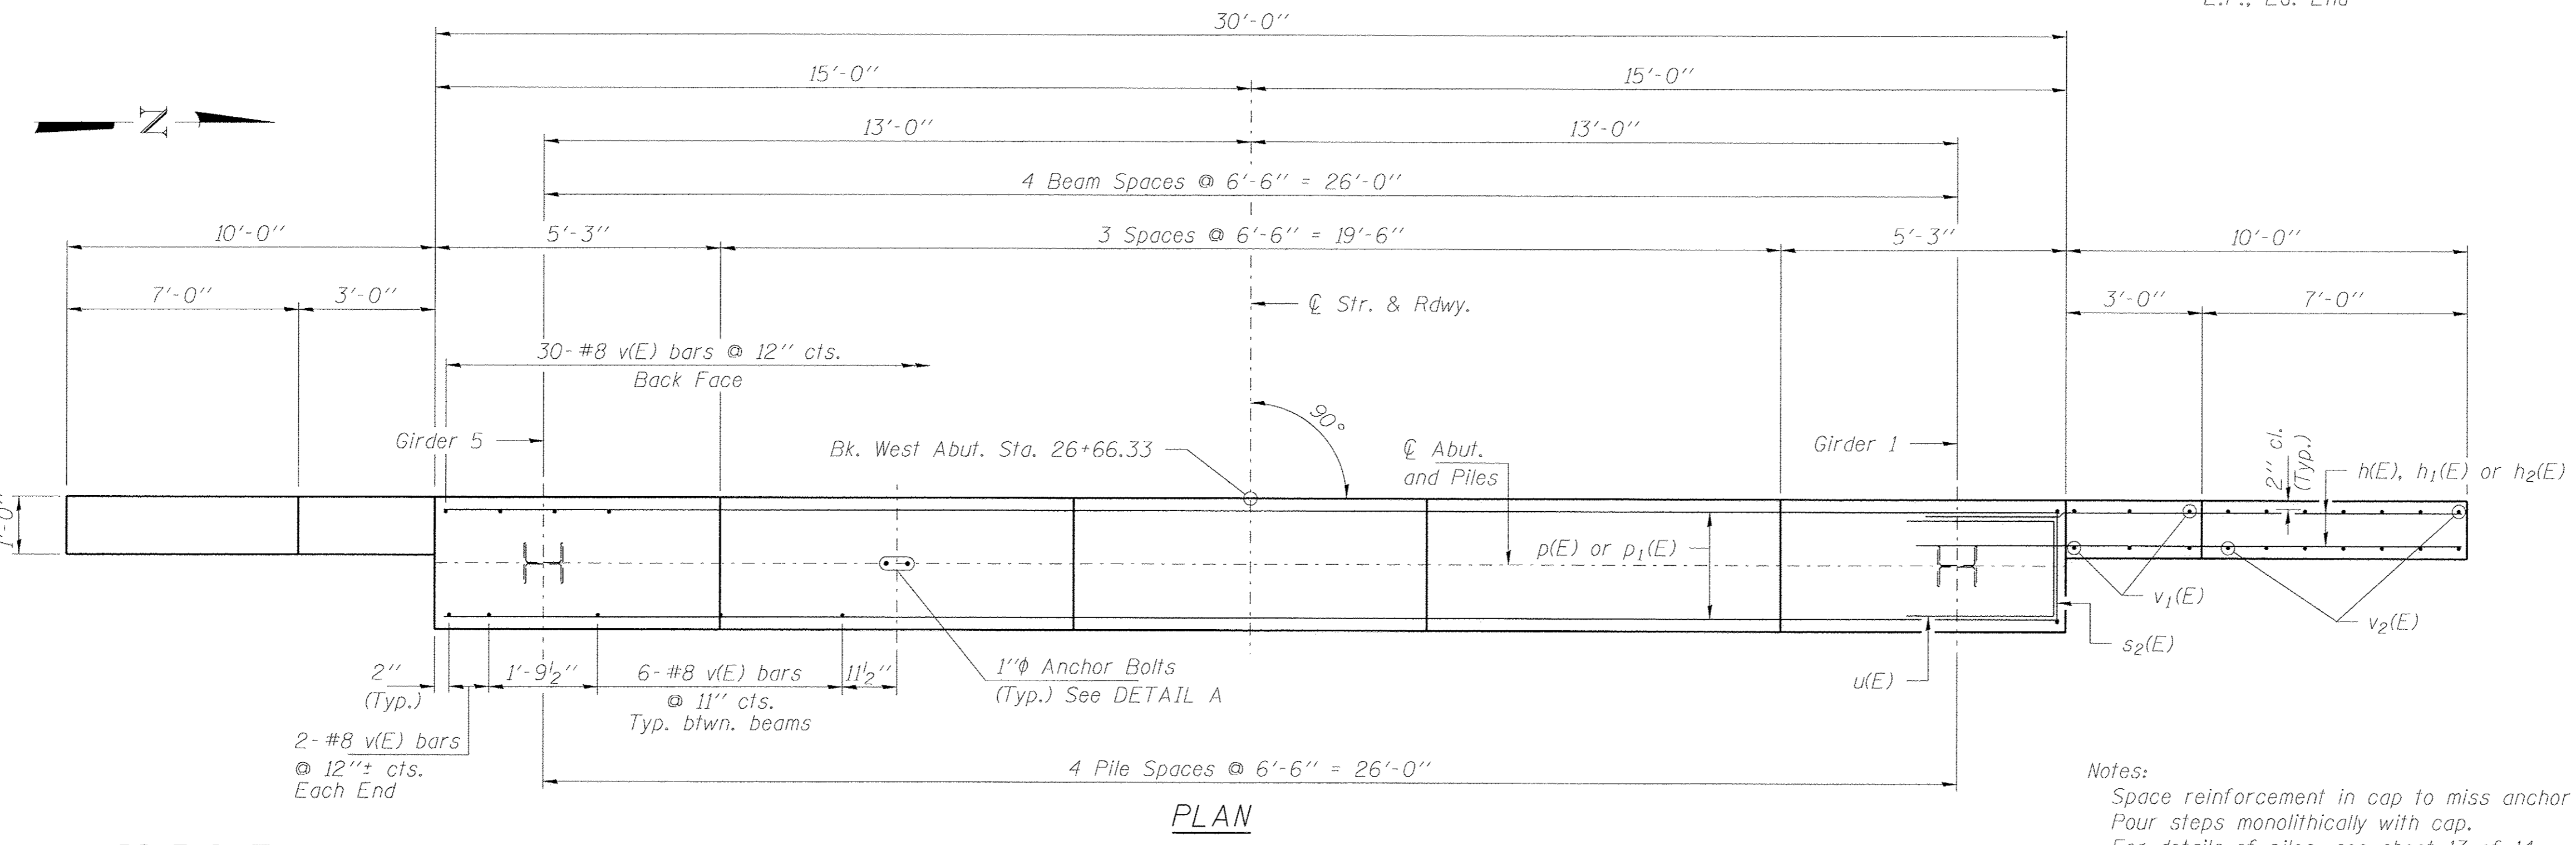 E.F., Ea. End
30'-0"
15'-0"
15'-0"
N
13'-0"
13'-0"
4 Beam Spaces @ 6'-6" = 26'-0"
10'-0"
5'-3"
3 Spaces @ 6'-6" = 19'-6"
5'-3"
10'-0"
7'-0"
3'-0"
℄ Str. & Rdwy.
3'-0"
7'-0"
30-#8 v(E) bars @ 12" cts.
Back Face
90°
Girder 5
Bk. West Abut. Sta. 26+66.33
℄ Abut.
and Piles
Girder 1
2" cl.
(Typ.)
h(E), h1(E) or h2(E)
1'-0"
p(E) or p1(E)
v1(E)
v2(E)
s2(E)
u(E)
2"
(Typ.)
1'-9½"
6-#8 v(E) bars
@ 11" cts.
Typ. btwn. beams
11½"
1"ϕ Anchor Bolts
(Typ.) See DETAIL A
2-#8 v(E) bars
@ 12"± cts.
Each End
4 Pile Spaces @ 6'-6" = 26'-0"
PLAN
Notes:
Space reinforcement in cap to miss anchor
Pour steps monolithically with cap.